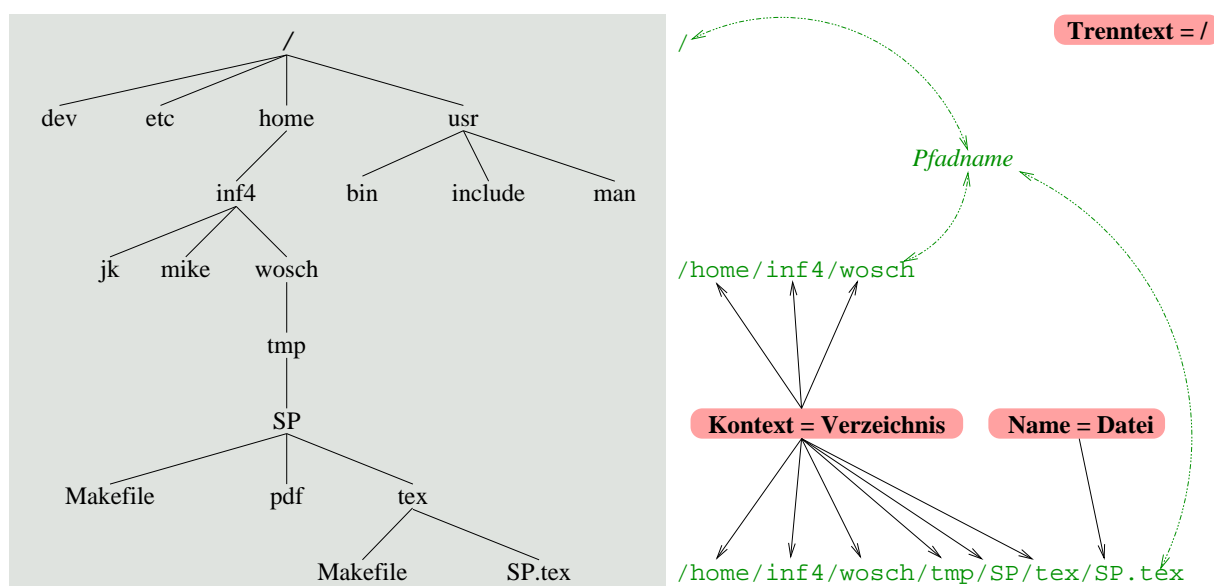 /
dev etc home usr
inf4 bin include man
jk mike wosch
tmp
SP
Makefile pdf tex
Makefile SP.tex
/
Trenntext = /
Pfadname
/home/inf4/wosch
Kontext = Verzeichnis
Name = Datei
/home/inf4/wosch/tmp/SP/tex/SP.tex